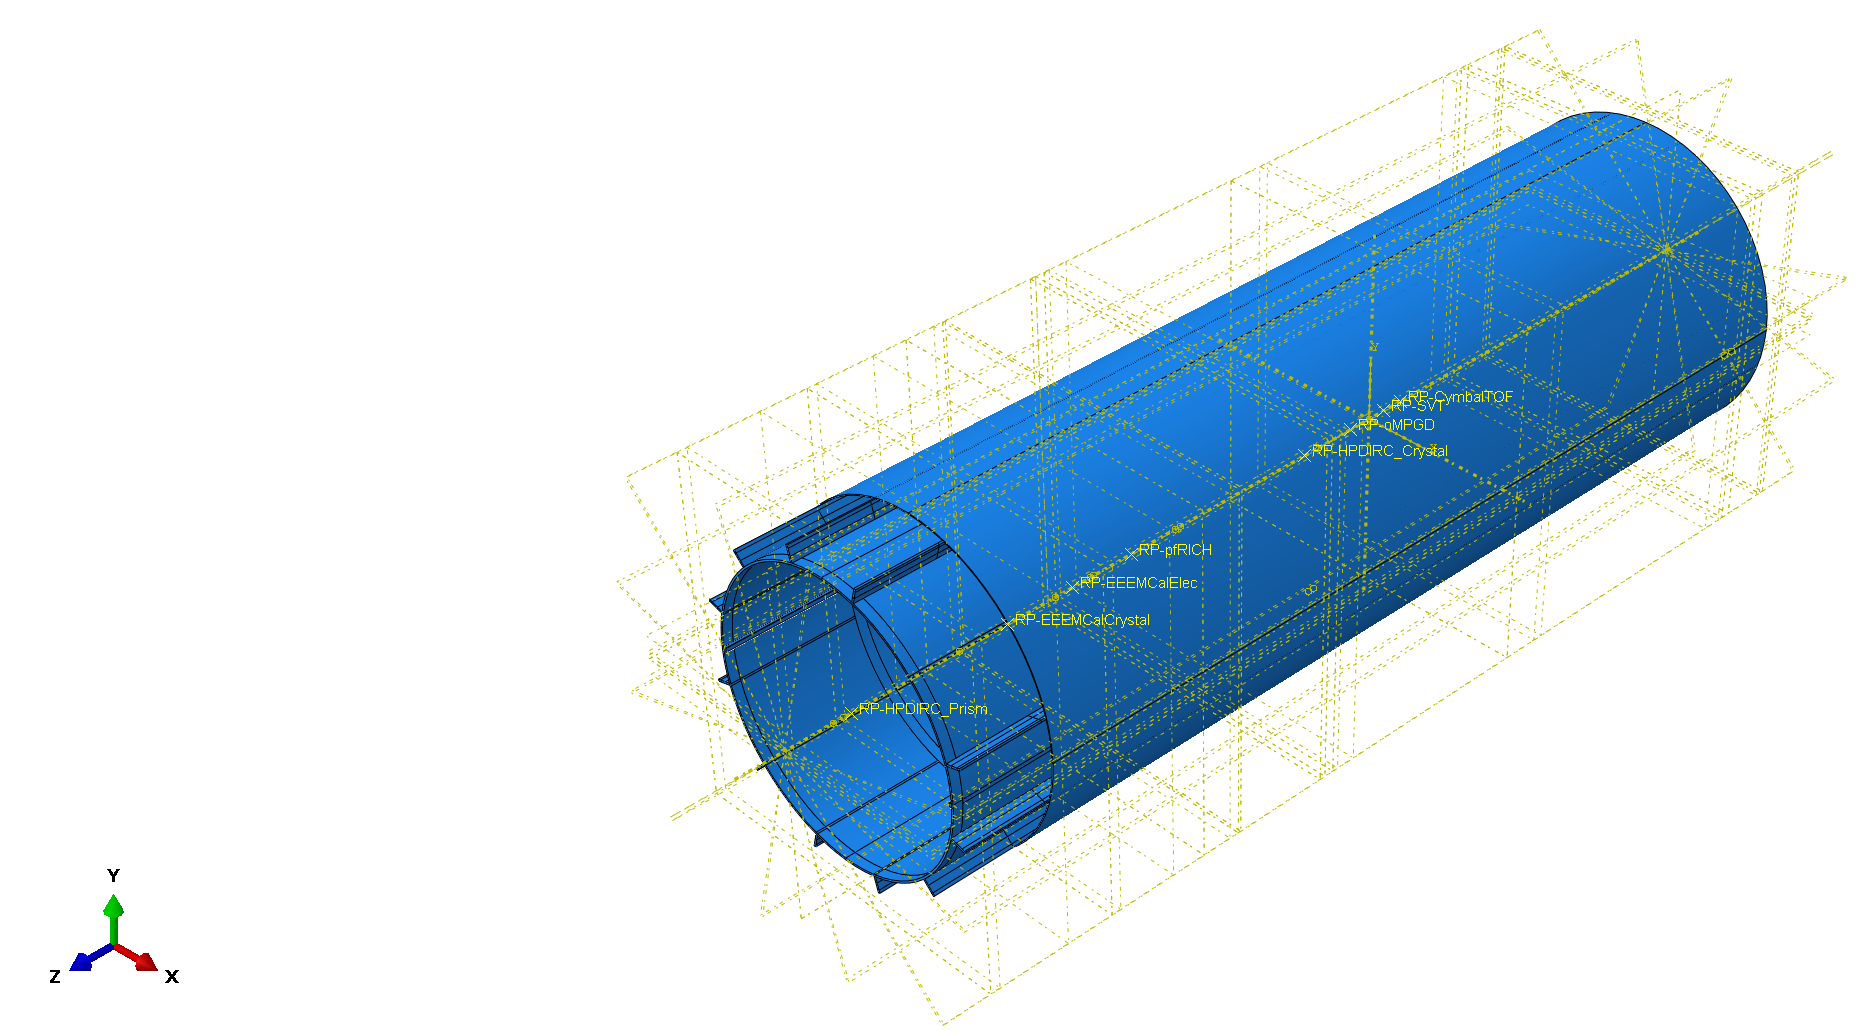 RP-CymbalTOF
RP-SVT
RP-oMPGD
RP-HPDIRC_Crystal
RP-pfRICH
RP-EEEMCalElec
RP-EEEMCalCrystal
RP-HPDIRC_Prism
Y
Z
X